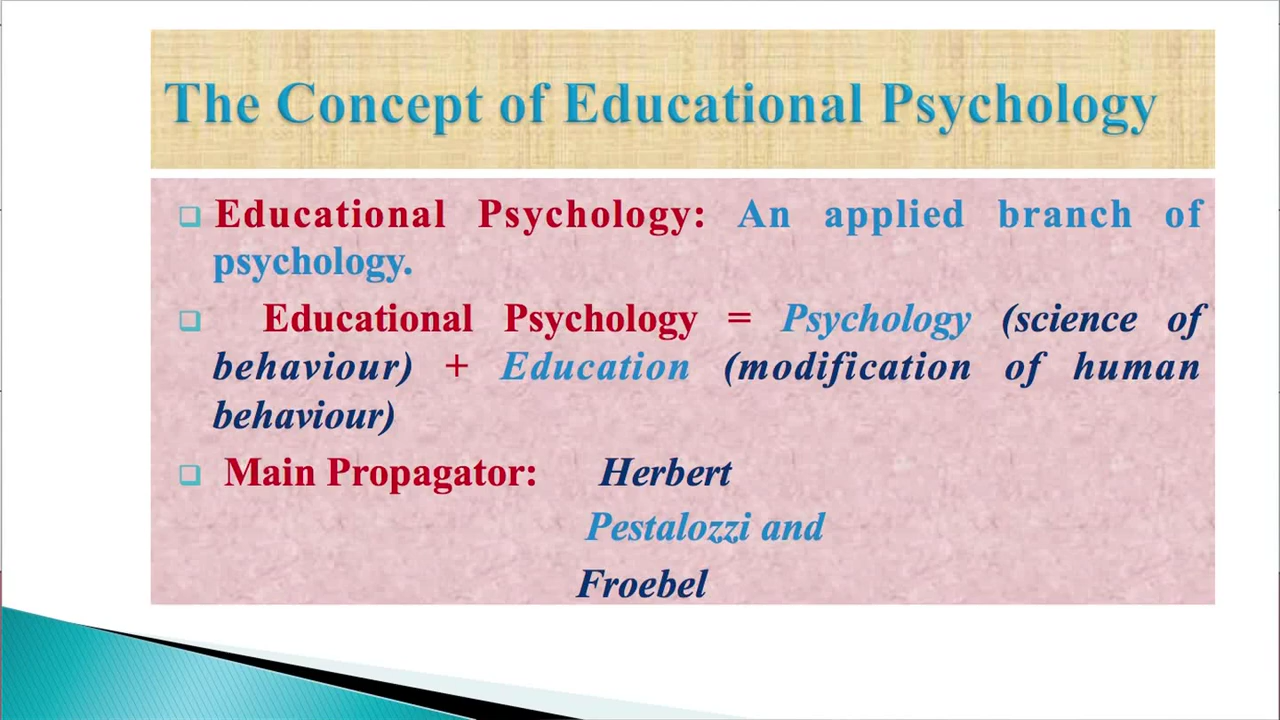 The Concept of Educational Psychology
Educational Psychology: An applied branch of
psychology.
Educational Psychology = Psychology (science of
behaviour) + Education (modification of human
behaviour)
Main Propagator: Herbert
Pestalozzi and
Froebel